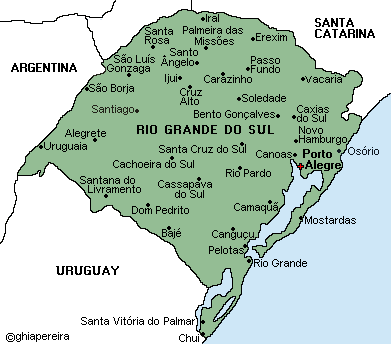 Iral
Palmeira das
Missões
Erexim
SANTA
CATARINA
Santa
Rosa
São Luís
Gonzaga
Santo
Ângelo
Passo
Fundo
ARGENTINA
Ijuí
Carázinho
Vacaria
São Borja
Cruz
Alto
Soledade
Santiago
Bento Gonçalves
Caxias
do Sul
RIO GRANDE DO SUL
Novo
Hamburgo
Alegrete
Uruguaia
Santa Cruz do Sul
Canoas
Porto
Alegre
Osório
Cachoeira do Sul
Rio Pardo
Santana do
Livramento
Cassapava
do Sul
Dom Pedrito
Camaquã
Mostardas
Bajé
Canguçu
Pelotas
Rio Grande
URUGUAY
Santa Vitória do Palmar
Chuí
©ghiapereira